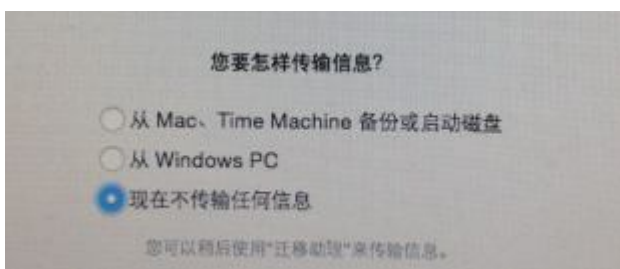 您要怎样传输信息?
从 Mac、Time Machine 备份或启动磁盘
从 Windows PC
现在不传输任何信息
您可以稍后使用“迁移助理”来传输信息。